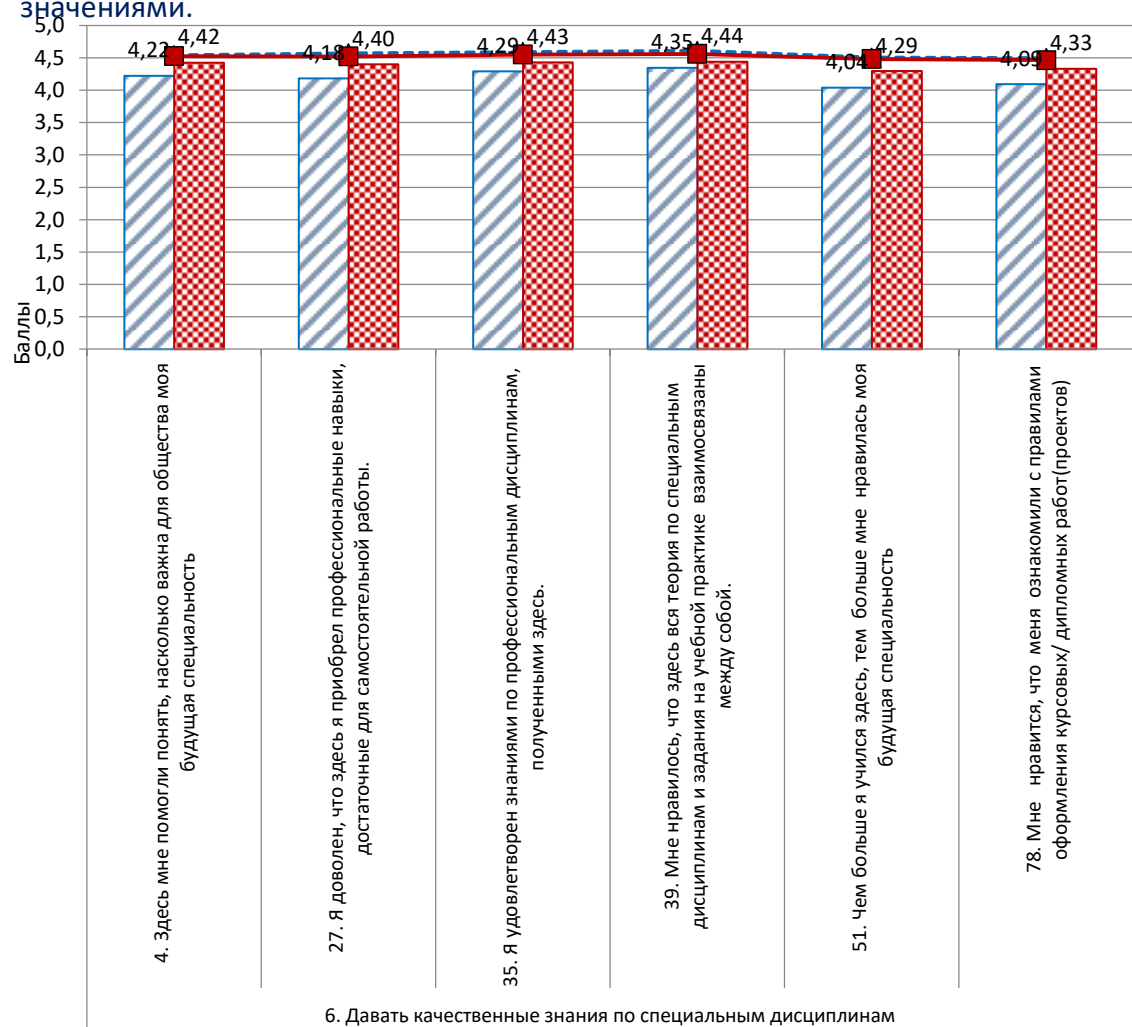 значениями.
5,0
4,5
4,0
3,5
3,0
2,5
2,0
1,5
1,0
0,5
0,0
Баллы
4,22
4,42
4,18
4,40
4,29
4,43
4,35
4,44
4,04
4,29
4,09
4,33
4. Здесь мне помогли понять, насколько важна для общества моя
будущая специальность
27. Я доволен, что здесь я приобрел профессиональные навыки,
достаточные для самостоятельной работы.
35. Я удовлетворен знаниями по профессиональным дисциплинам,
полученными здесь.
39. Мне нравилось, что здесь вся теория по специальным
дисциплинам и задания на учебной практике взаимосвязаны
между собой.
51. Чем больше я учился здесь, тем больше мне нравилась моя
будущая специальность
78. Мне нравится, что меня ознакомили с правилами
оформления курсовых/ дипломных работ(проектов)
6. Давать качественные знания по специальным дисциплинам